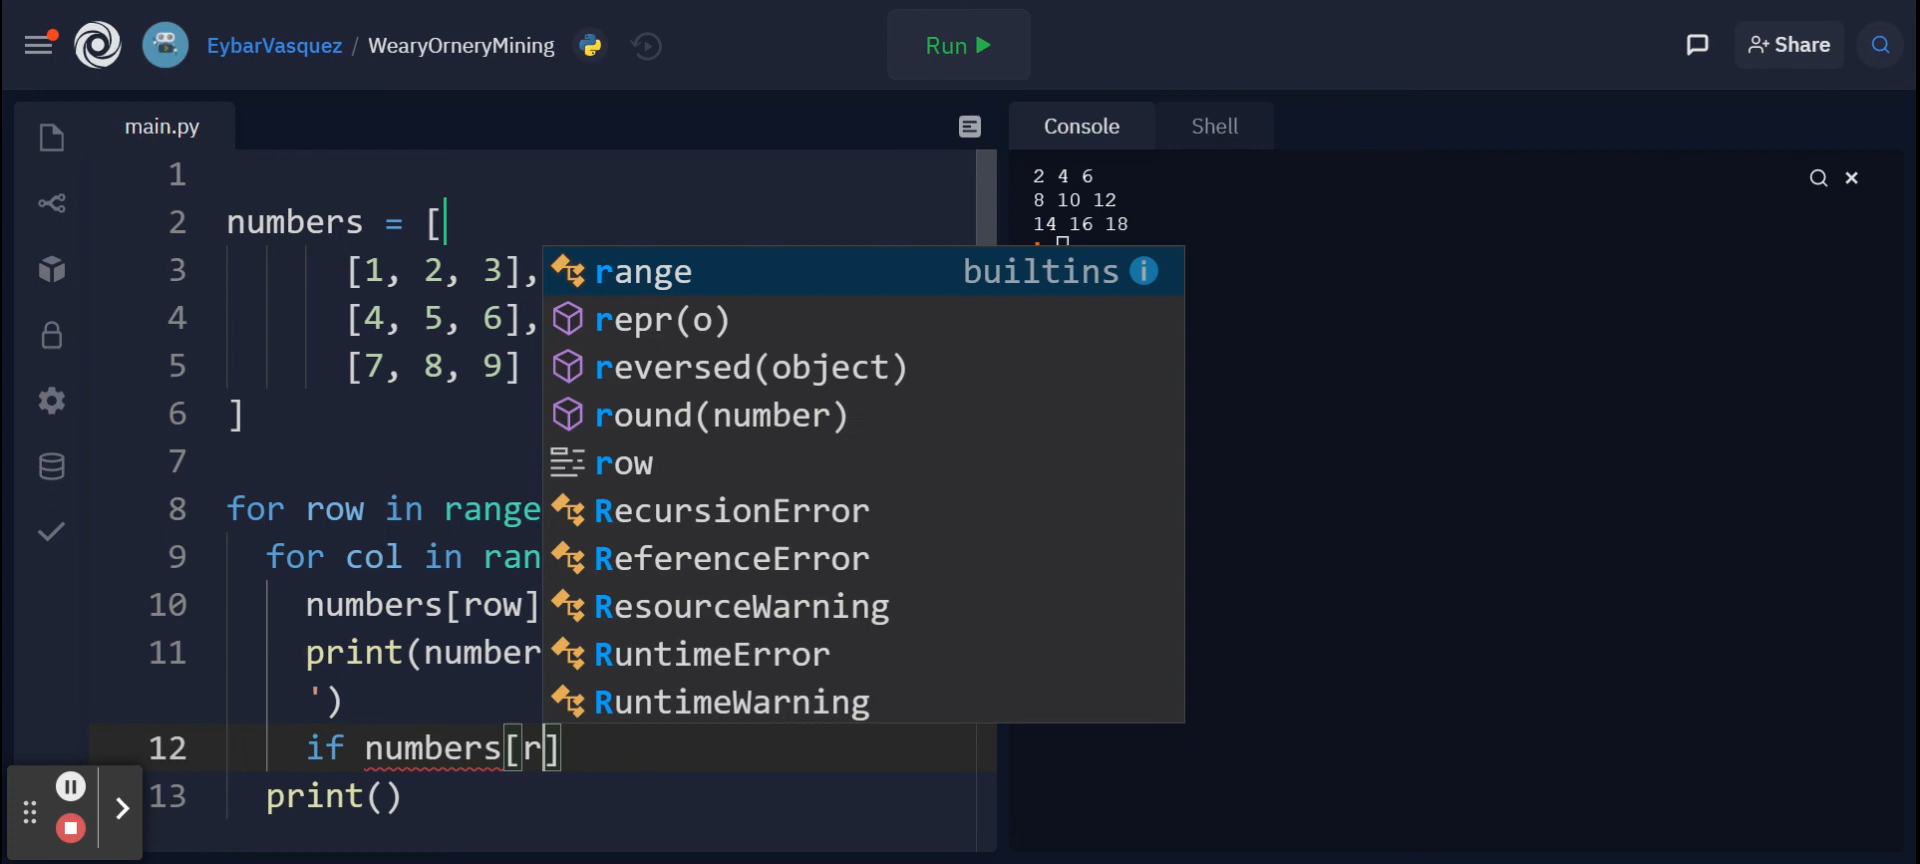 EybarVasquez / WearyOrneryMining
Run
Share
main.py
Console
Shell
1
2 numbers = [
3 [1, 2, 3],
4 [4, 5, 6],
5 [7, 8, 9]
6 ]
7
8 for row in range
9 for col in ran
10 numbers[row]
11 print(number
')
12 if numbers[r]
13 print()
range builtins
repr(o)
reversed(object)
round(number)
row
RecursionError
ReferenceError
ResourceWarning
RuntimeError
RuntimeWarning
2 4 6
8 10 12
14 16 18